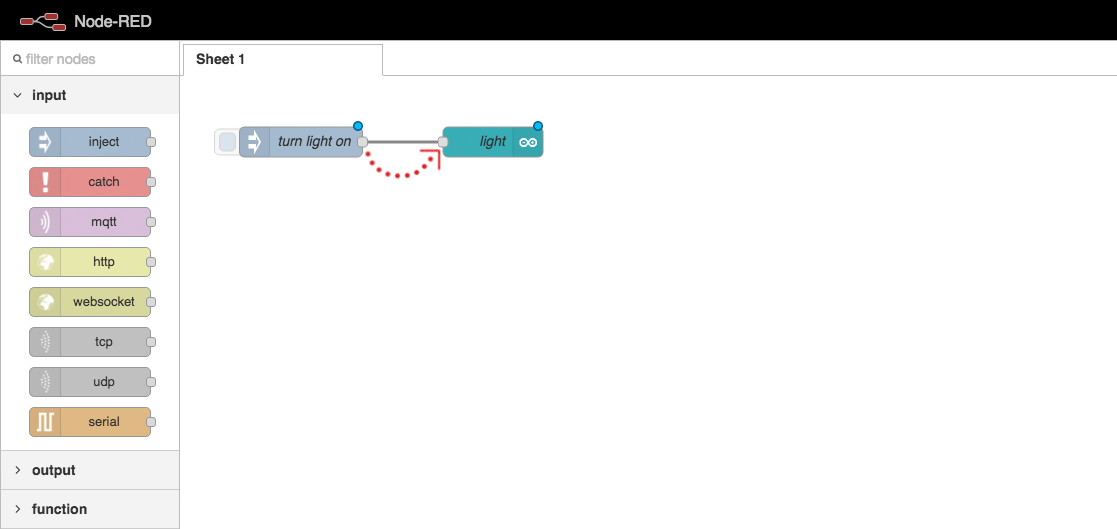 Node-RED
filter nodes
Sheet 1
input
turn light on
light
inject
catch
mqtt
http
websocket
tcp
udp
serial
output
function